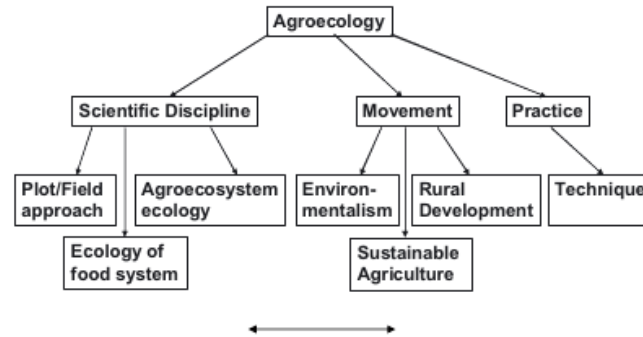 Agroecology
Scientific Discipline
Movement
Practice
Plot/Field
approach
Agroecosystem
ecology
Environ-
mentalism
Rural
Development
Technique
Ecology of
food system
Sustainable
Agriculture